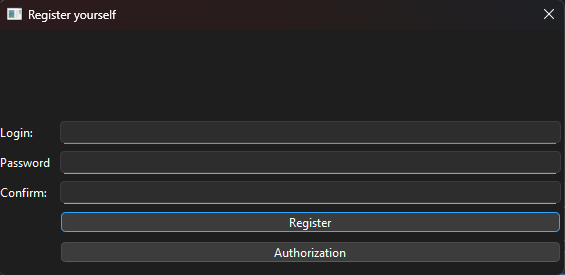 Register yourself
Login:
Password
Confirm:
Register
Authorization